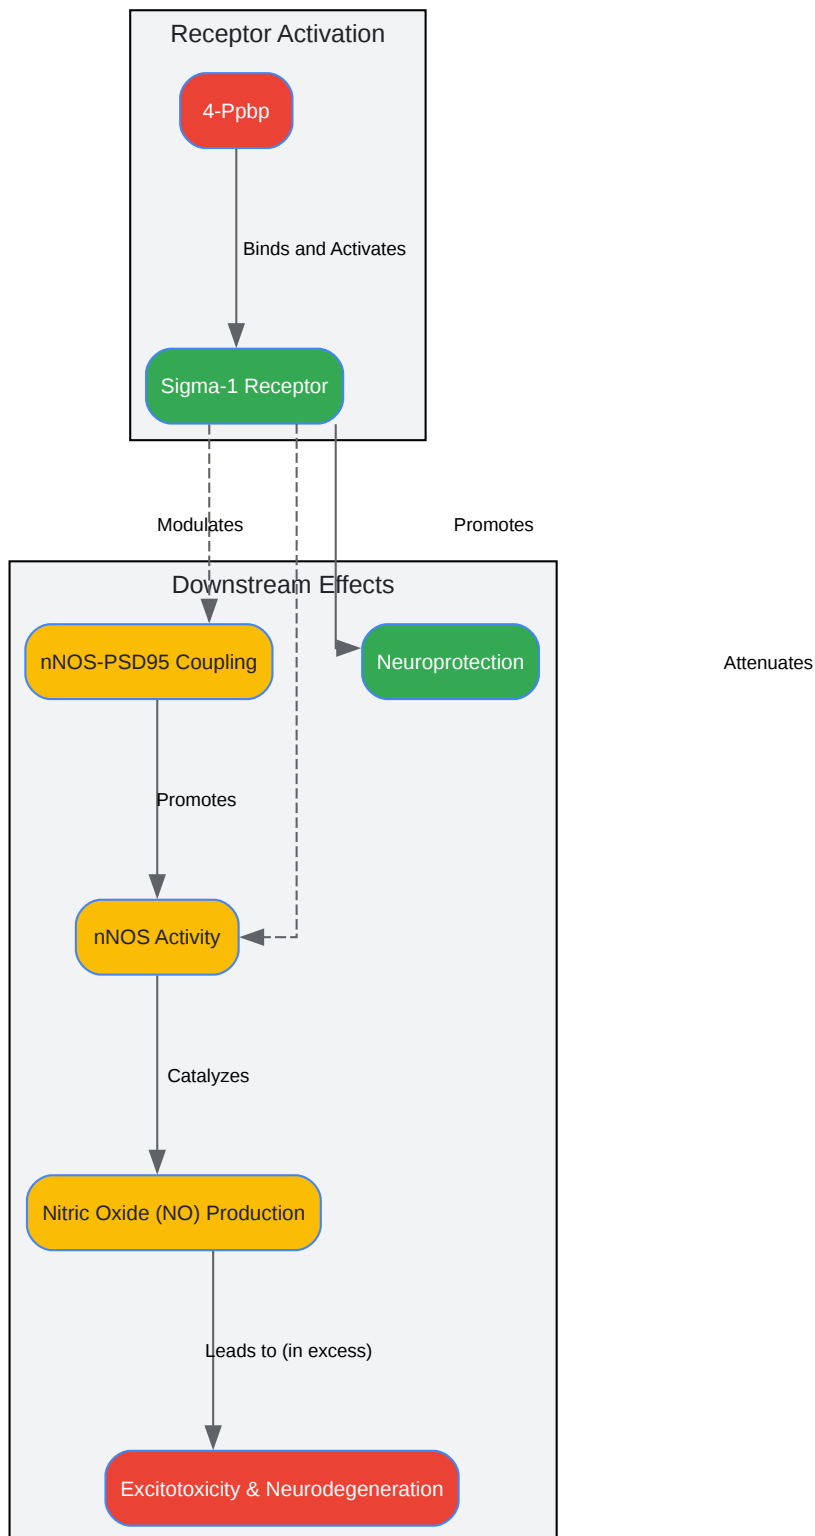 Receptor Activation
4-Ppbp
Binds and Activates
Sigma-1 Receptor
Modulates
Promotes
Downstream Effects
nNOS-PSD95 Coupling
Neuroprotection
Attenuates
Promotes
nNOS Activity
Catalyzes
Nitric Oxide (NO) Production
Leads to (in excess)
Excitotoxicity & Neurodegeneration